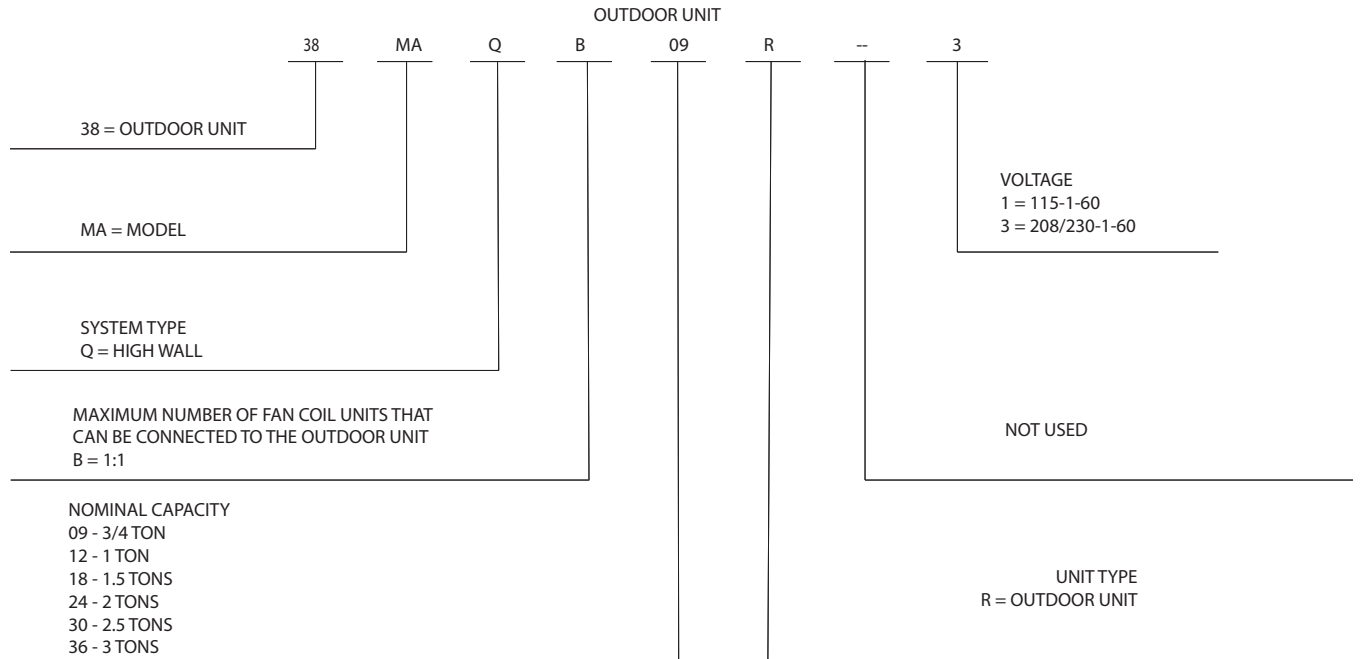 OUTDOOR UNIT
38 MA Q B 09 R -- 3
38 = OUTDOOR UNIT
VOLTAGE
1 = 115-1-60
3 = 208/230-1-60
MA = MODEL
SYSTEM TYPE
Q = HIGH WALL
MAXIMUM NUMBER OF FAN COIL UNITS THAT
CAN BE CONNECTED TO THE OUTDOOR UNIT
B = 1:1
NOT USED
NOMINAL CAPACITY
09 - 3/4 TON
12 - 1 TON
18 - 1.5 TONS
24 - 2 TONS
30 - 2.5 TONS
36 - 3 TONS
UNIT TYPE
R = OUTDOOR UNIT